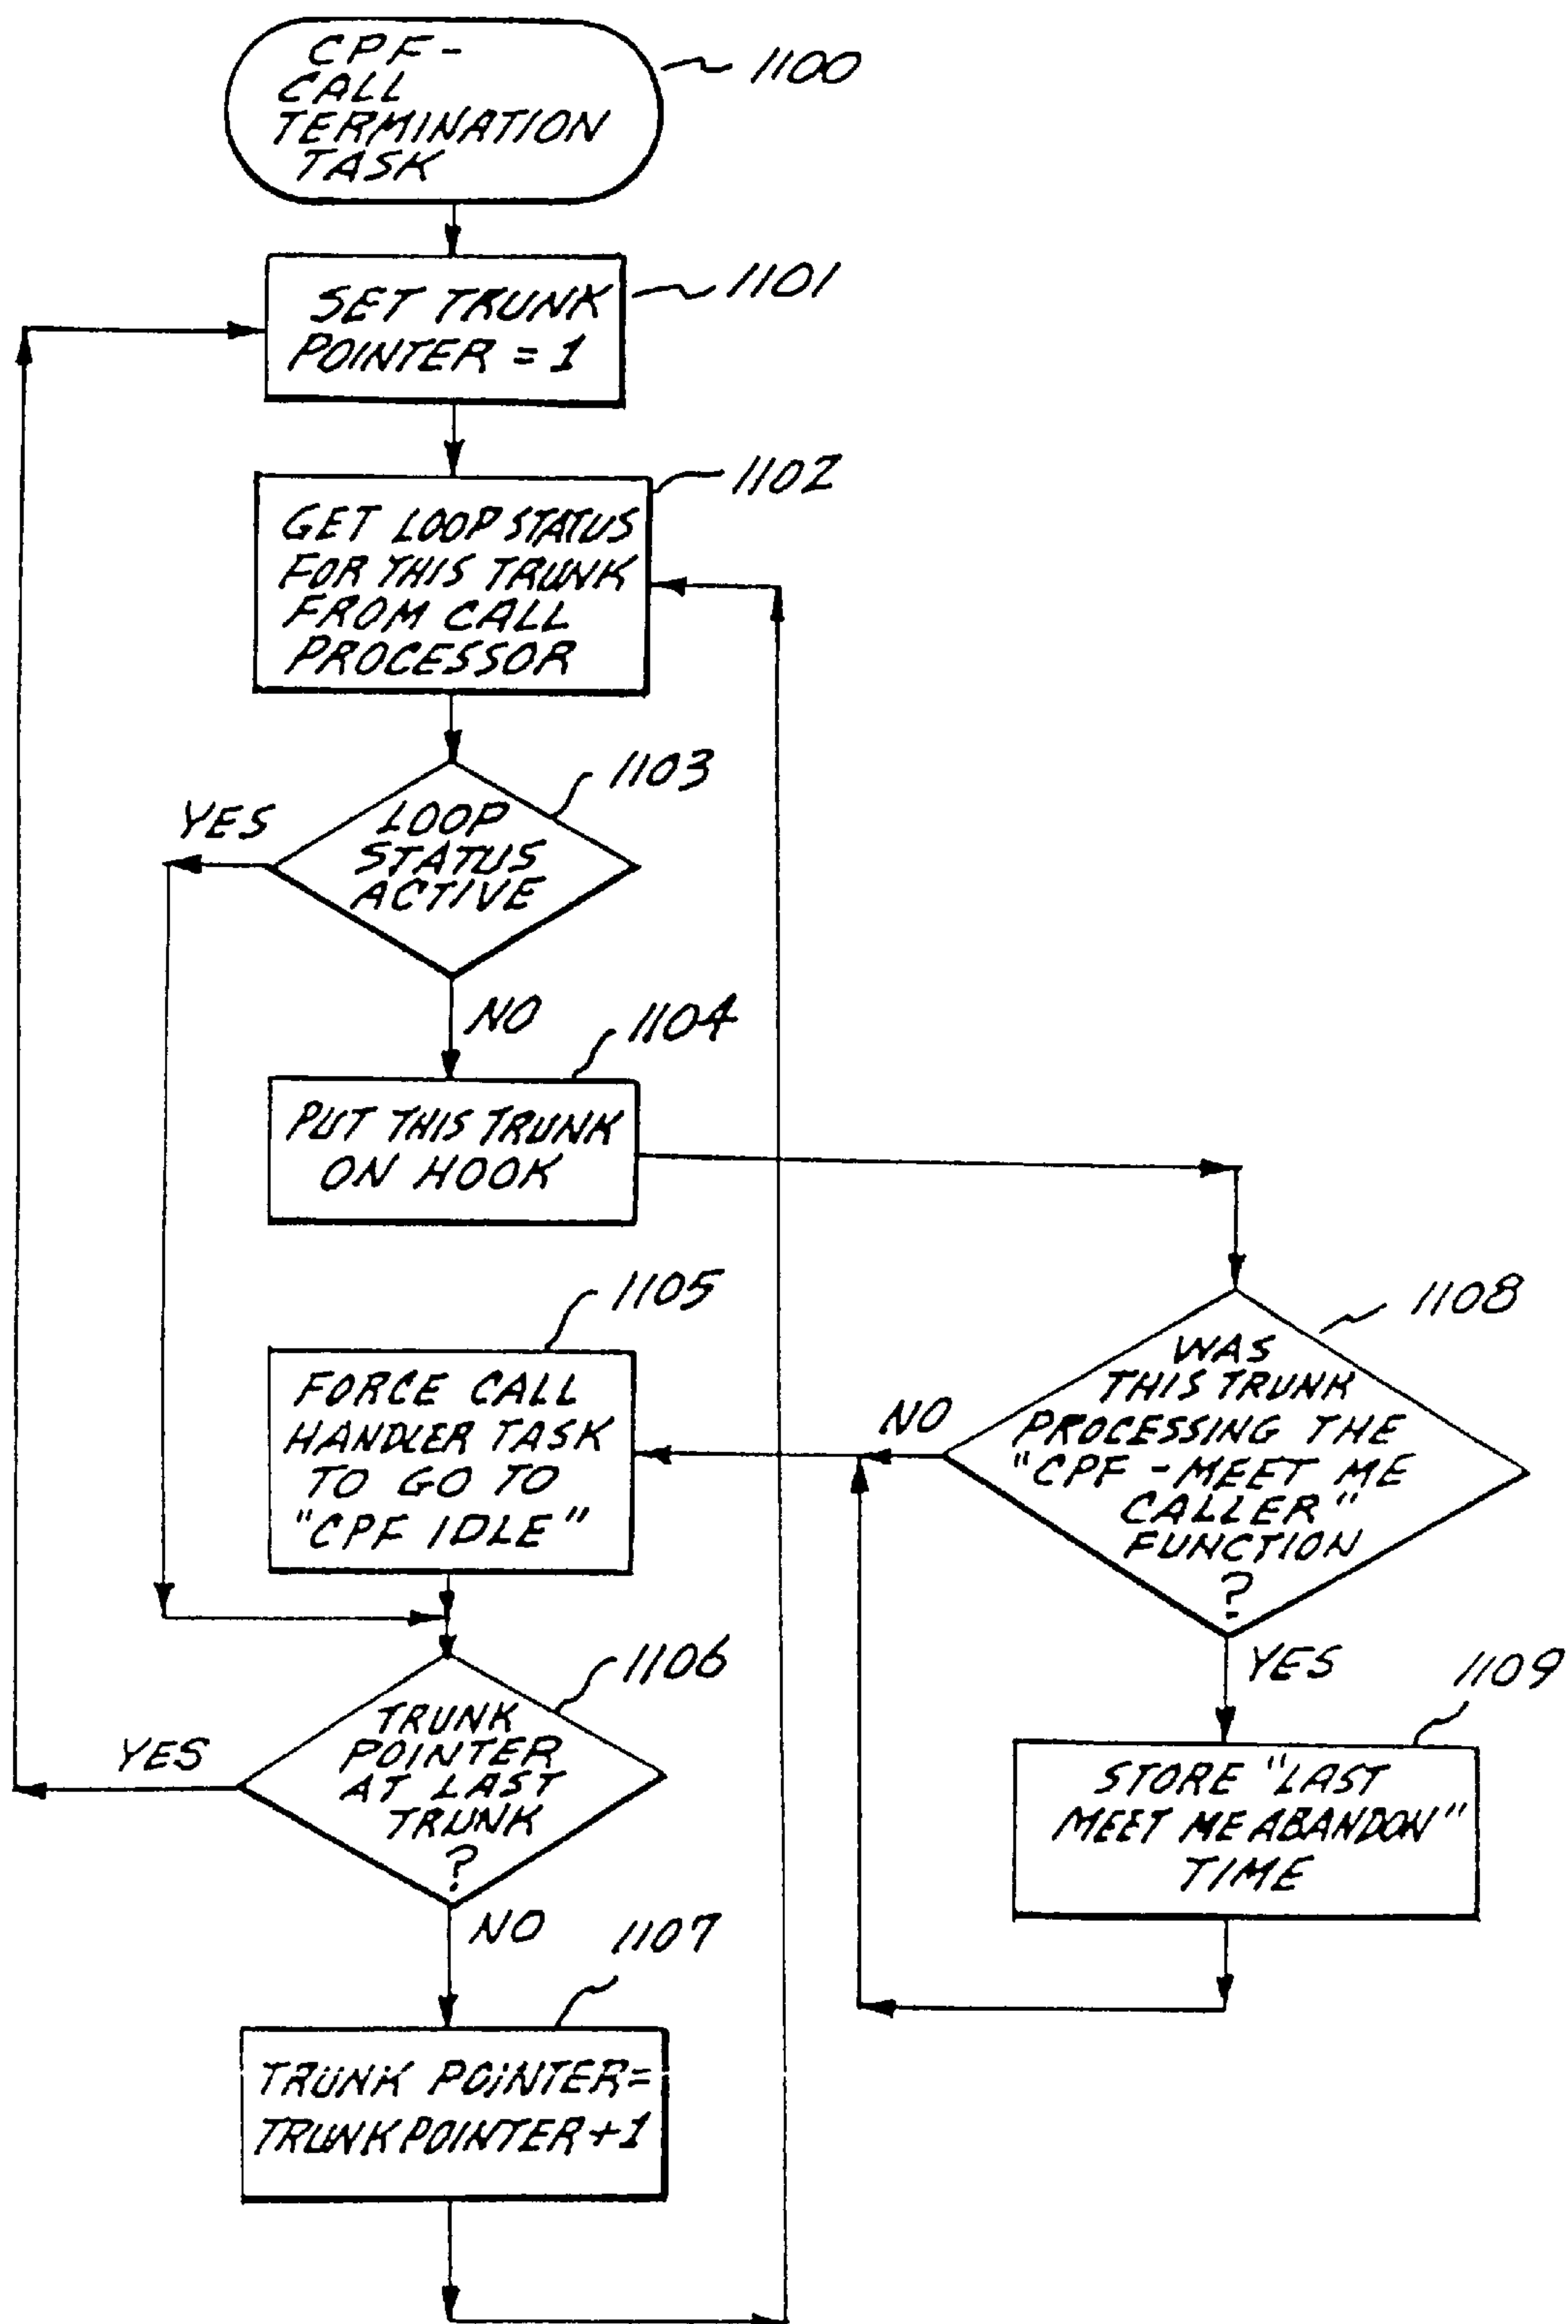 CPF-
CALL
TERMINATION
TASK
1100
SET TRUNK
POINTER = 1
1101
GET LOOP STATUS
FOR THIS TRUNK
FROM CALL
PROCESSOR
1102
LOOP
STATUS
ACTIVE
1103
YES
NO
PUT THIS TRUNK
ON HOOK
1104
FORCE CALL
HANDLER TASK
TO GO TO
"CPF IDLE"
1105
WAS
THIS TRUNK
PROCESSING THE
"CPF - MEET ME
CALLER"
FUNCTION
?
1108
NO
YES
STORE "LAST
MEET ME ABANDON"
TIME
1109
TRUNK
POINTER
AT LAST
TRUNK
?
1106
YES
NO
TRUNK POINTER=
TRUNK POINTER+1
1107